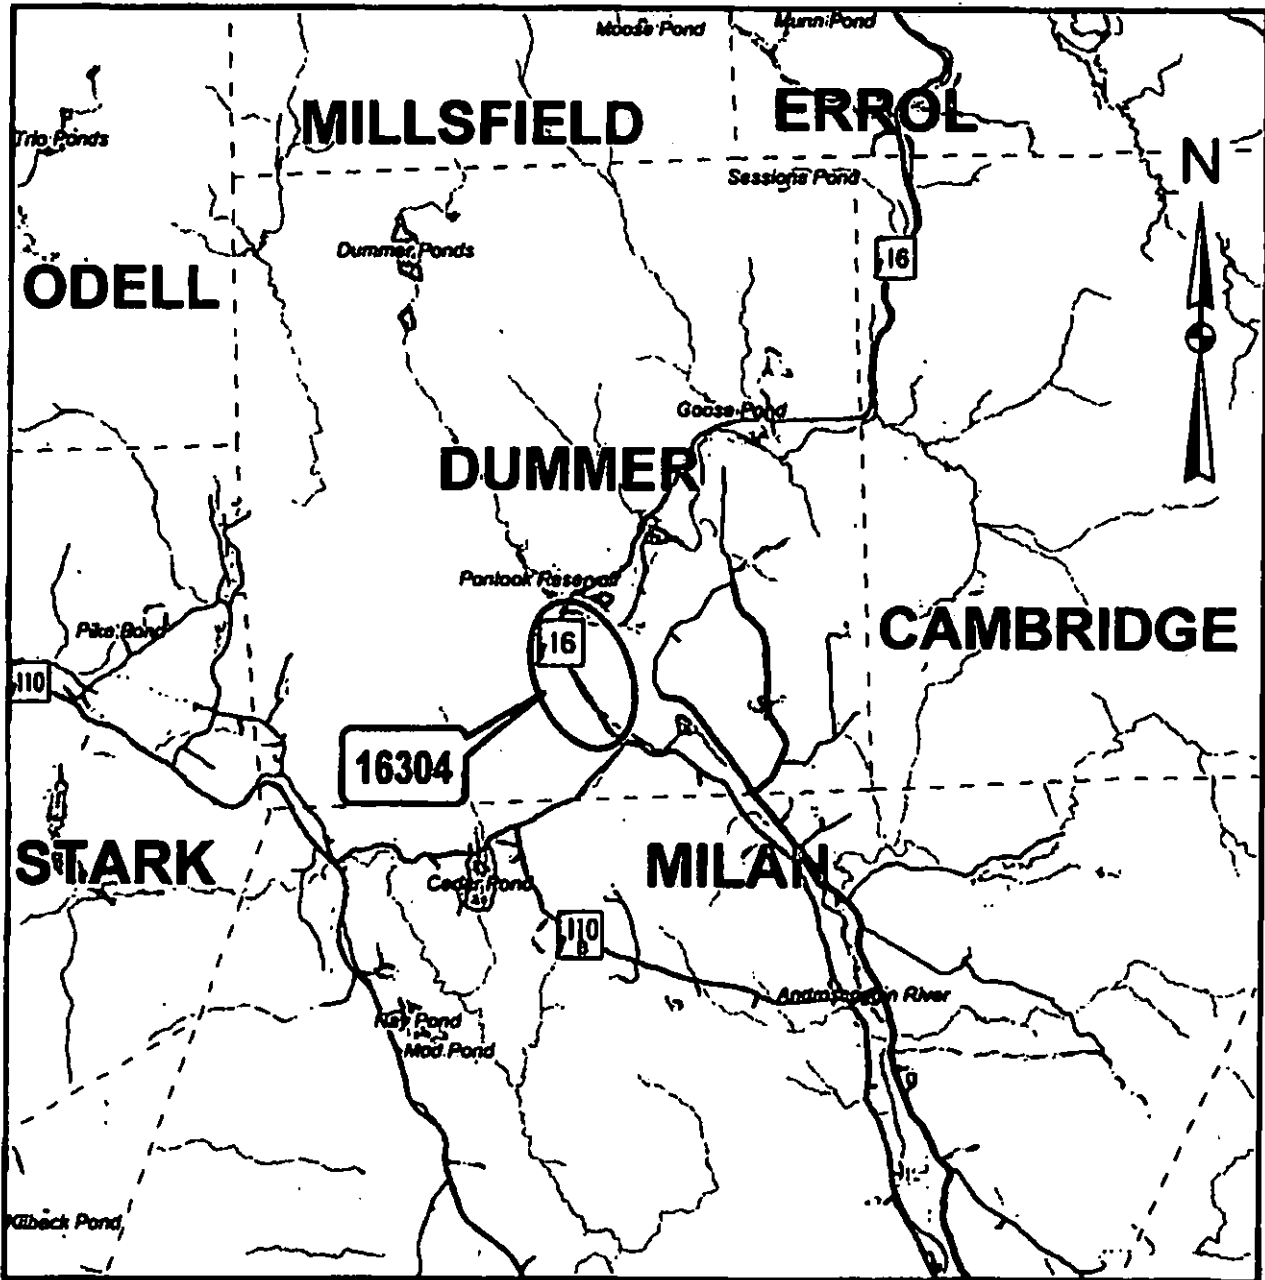 Moose Pond
Munn Pond
MILLSFIELD
ERROL
Trio Ponds
N
Sessions Pond
Dummer Ponds
16
ODELL
Goose Pond
DUMMER
Pontook Reservoir
CAMBRIDGE
Pike Pond
16
110
16304
STARK
MILAN
Cedar Pond
110
B
Androscoggin River
Hay Pond
Mud Pond
Kilback Pond